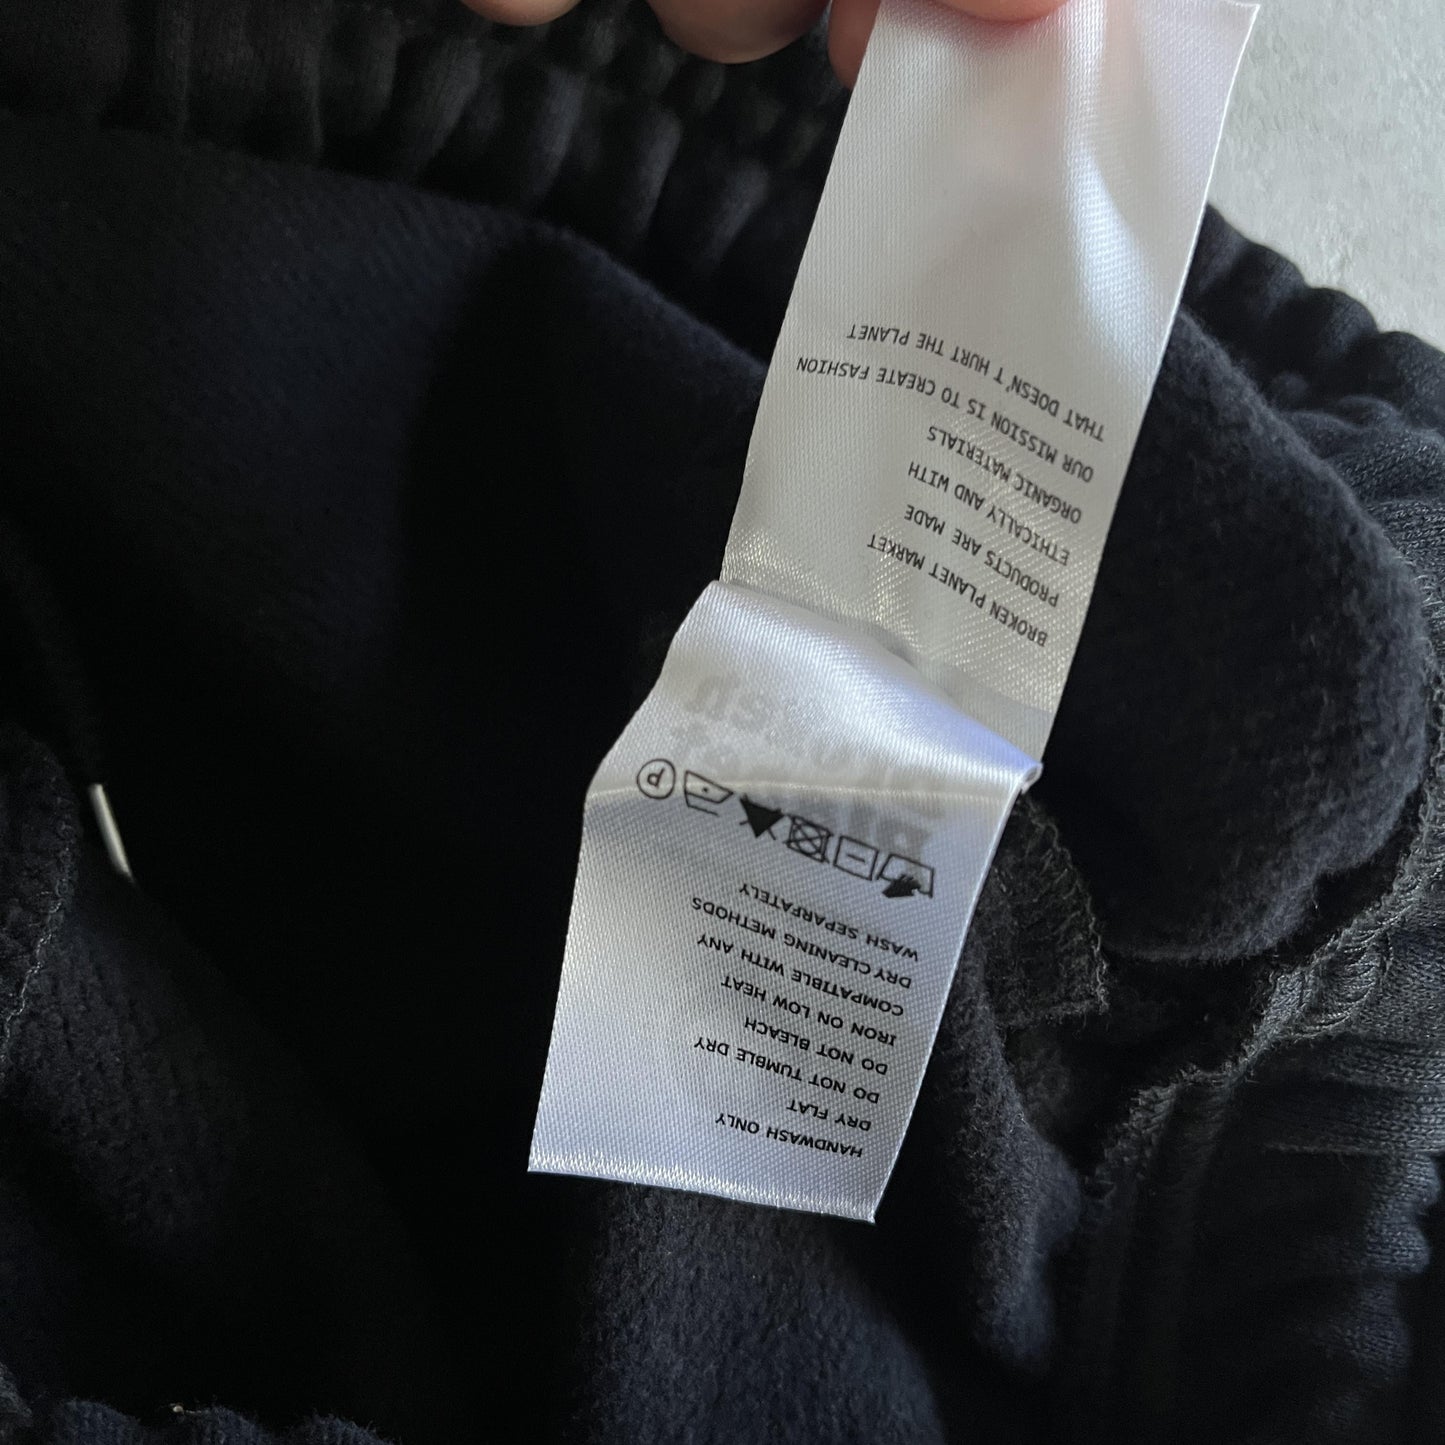 HANDWASH ONLY
DRY FLAT
DO NOT TUMBLE DRY
DO NOT BLEACH
IRON ON LOW HEAT
COMPATIBLE WITH ANY
DRY CLEANING METHODS
WASH SEPARFATELY
P
BROKEN PLANET MARKET
PRODUCTS ARE MADE
ETHICALLY AND WITH
ORGANIC MATERIALS
OUR MISSION IS TO CREATE FASHION
THAT DOESN'T HURT THE PLANET